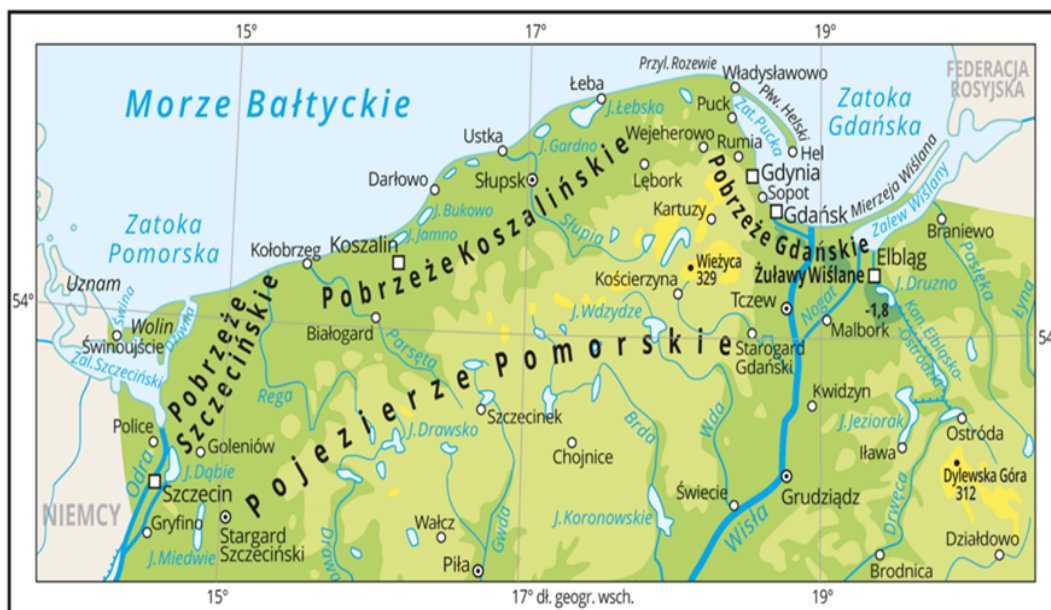 15°
17°
19°
Morze Bałtyckie
Zatoka
Pomorska
Zatoka
Gdańska
FEDERACJA
ROSYJSKA
Przyl. Rozewie
Władysławowo
Płw. Helski
Łeba
J. Łebsko
Puck
Zat. Pucka
Wejeherowo
Rumia
Hel
Ustka
J. Gardno
Słupsk
Lębork
Gdynia
Sopot
Mierzeja Wiślana
Zalew Wiślany
Darłowo
J. Bukowo
J. Jamno
Kartuzy
Gdańsk
Braniewo
Pobrzeże Koszalińskie
Pobrzeże Gdańskie
Słupia
Pasłęka
Łyna
Kołobrzeg
Koszalin
Wieżyca
329
Żuławy Wiślane
Elbląg
J. Druzno
-1,8
Uznam
54°
Świna
Wolin
Dziwna
Świnoujście
Zal. Szczeciński
Pobrzeże
Szczecińskie
Białogard
Parsęta
Kościerzyna
J. Wdzydze
Tczew
Nogat
Malbork
Kan. Elbląsko-
-Ostródzki
54
Starogard
Gdański
Pojezierze Pomorskie
Rega
Szczecinek
Kwidzyn
J. Jeziorak
Ostróda
Police
Goleniów
Odra
J. Dąbie
J. Drawsko
Chojnice
Brda
Wda
Iława
Dylewska Góra
312
Szczecin
NIEMCY
Gryfino
Stargard
Szczeciński
J. Miedwie
Wałcz
Gwda
J. Koronowskie
Świecie
Grudziądz
Wisła
Drwęca
Działdowo
Drawa
Piła
Brodnica
15°
17° dł. geogr. wsch.
19°